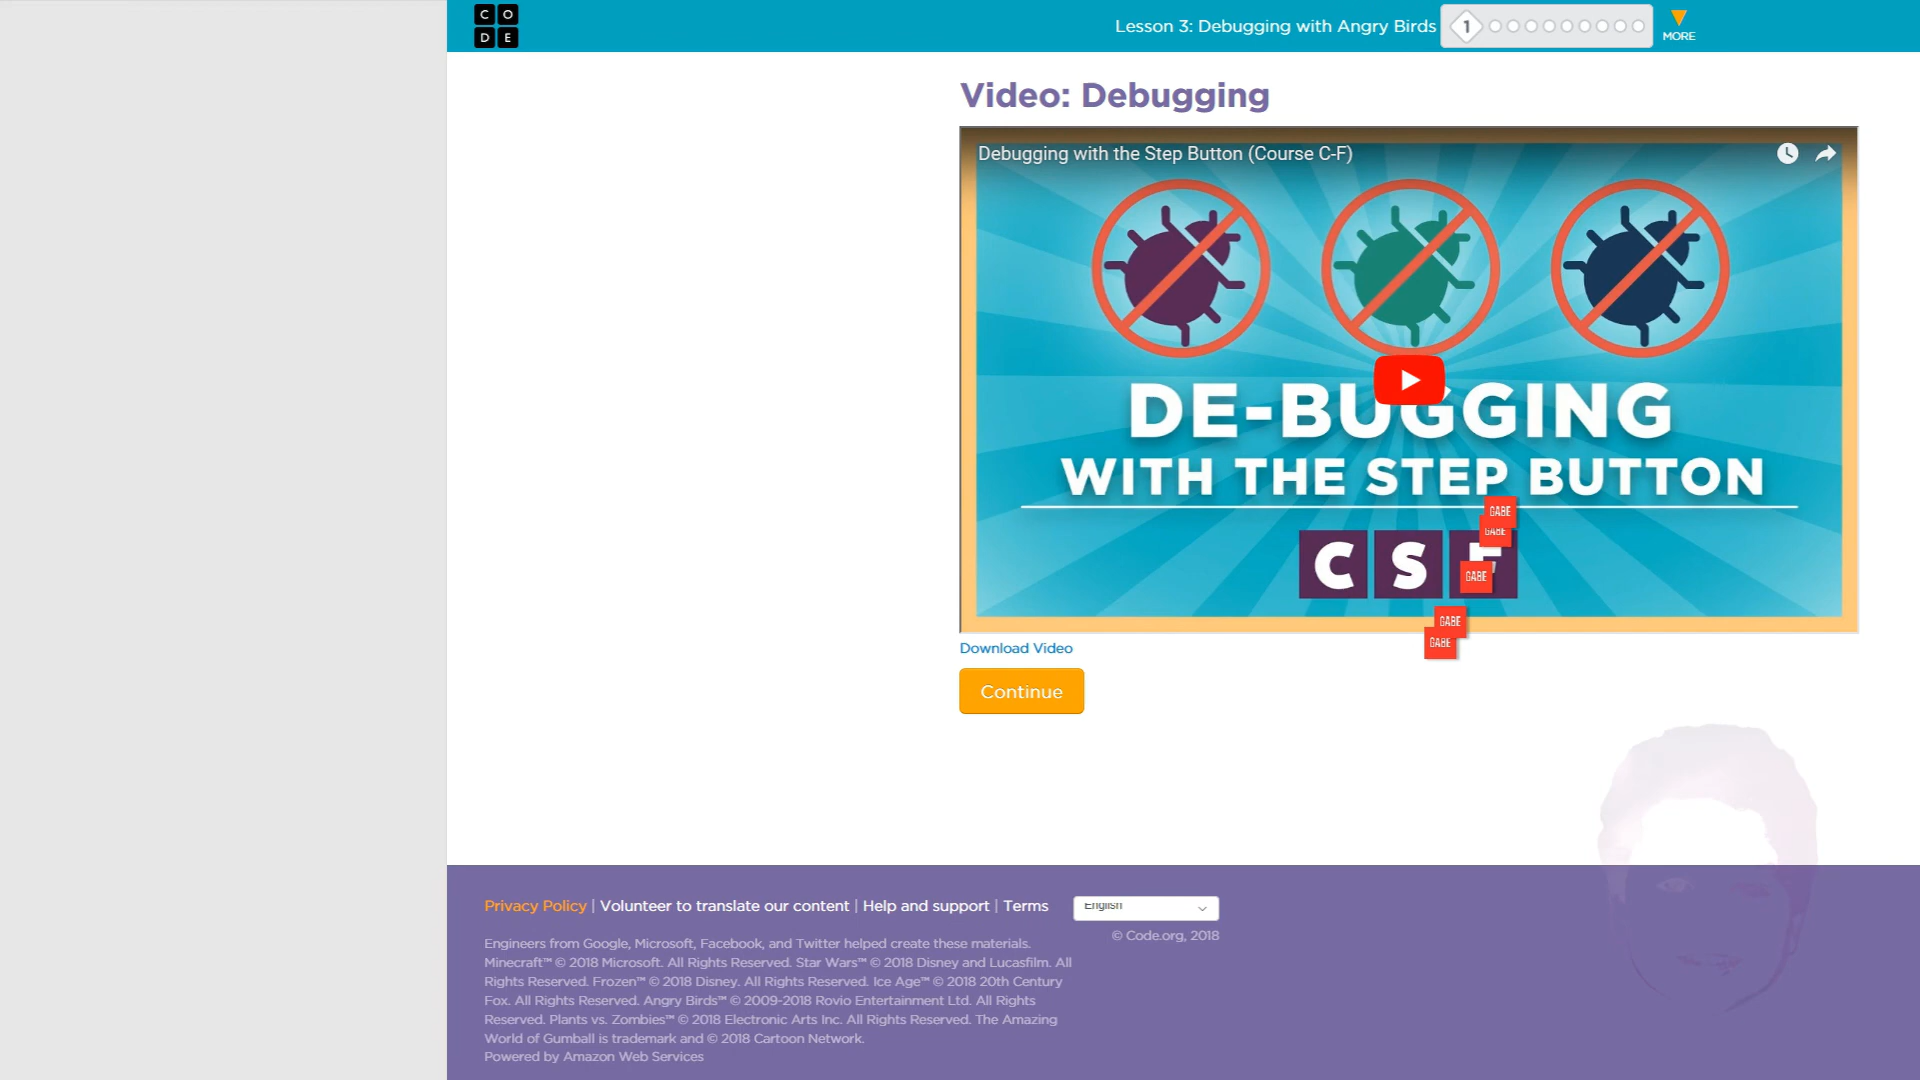 C O
D E
Lesson 3: Debugging with Angry Birds
1
MORE
Video: Debugging
Debugging with the Step Button (Course C-F)
DE-BUGGING
WITH THE STEP BUTTON
GABE
GABE
C S F
GABE
GABE
GABE
Download Video
Continue
Privacy Policy | Volunteer to translate our content | Help and support | Terms
English
© Code.org, 2018
Engineers from Google, Microsoft, Facebook, and Twitter helped create these materials.
Minecraft™ © 2018 Microsoft. All Rights Reserved. Star Wars™ © 2018 Disney and Lucasfilm. All
Rights Reserved. Frozen™ © 2018 Disney. All Rights Reserved. Ice Age™ © 2018 20th Century
Fox. All Rights Reserved. Angry Birds™ © 2009-2018 Rovio Entertainment Ltd. All Rights
Reserved. Plants vs. Zombies™ © 2018 Electronic Arts Inc. All Rights Reserved. The Amazing
World of Gumball is trademark and © 2018 Cartoon Network.
Powered by Amazon Web Services